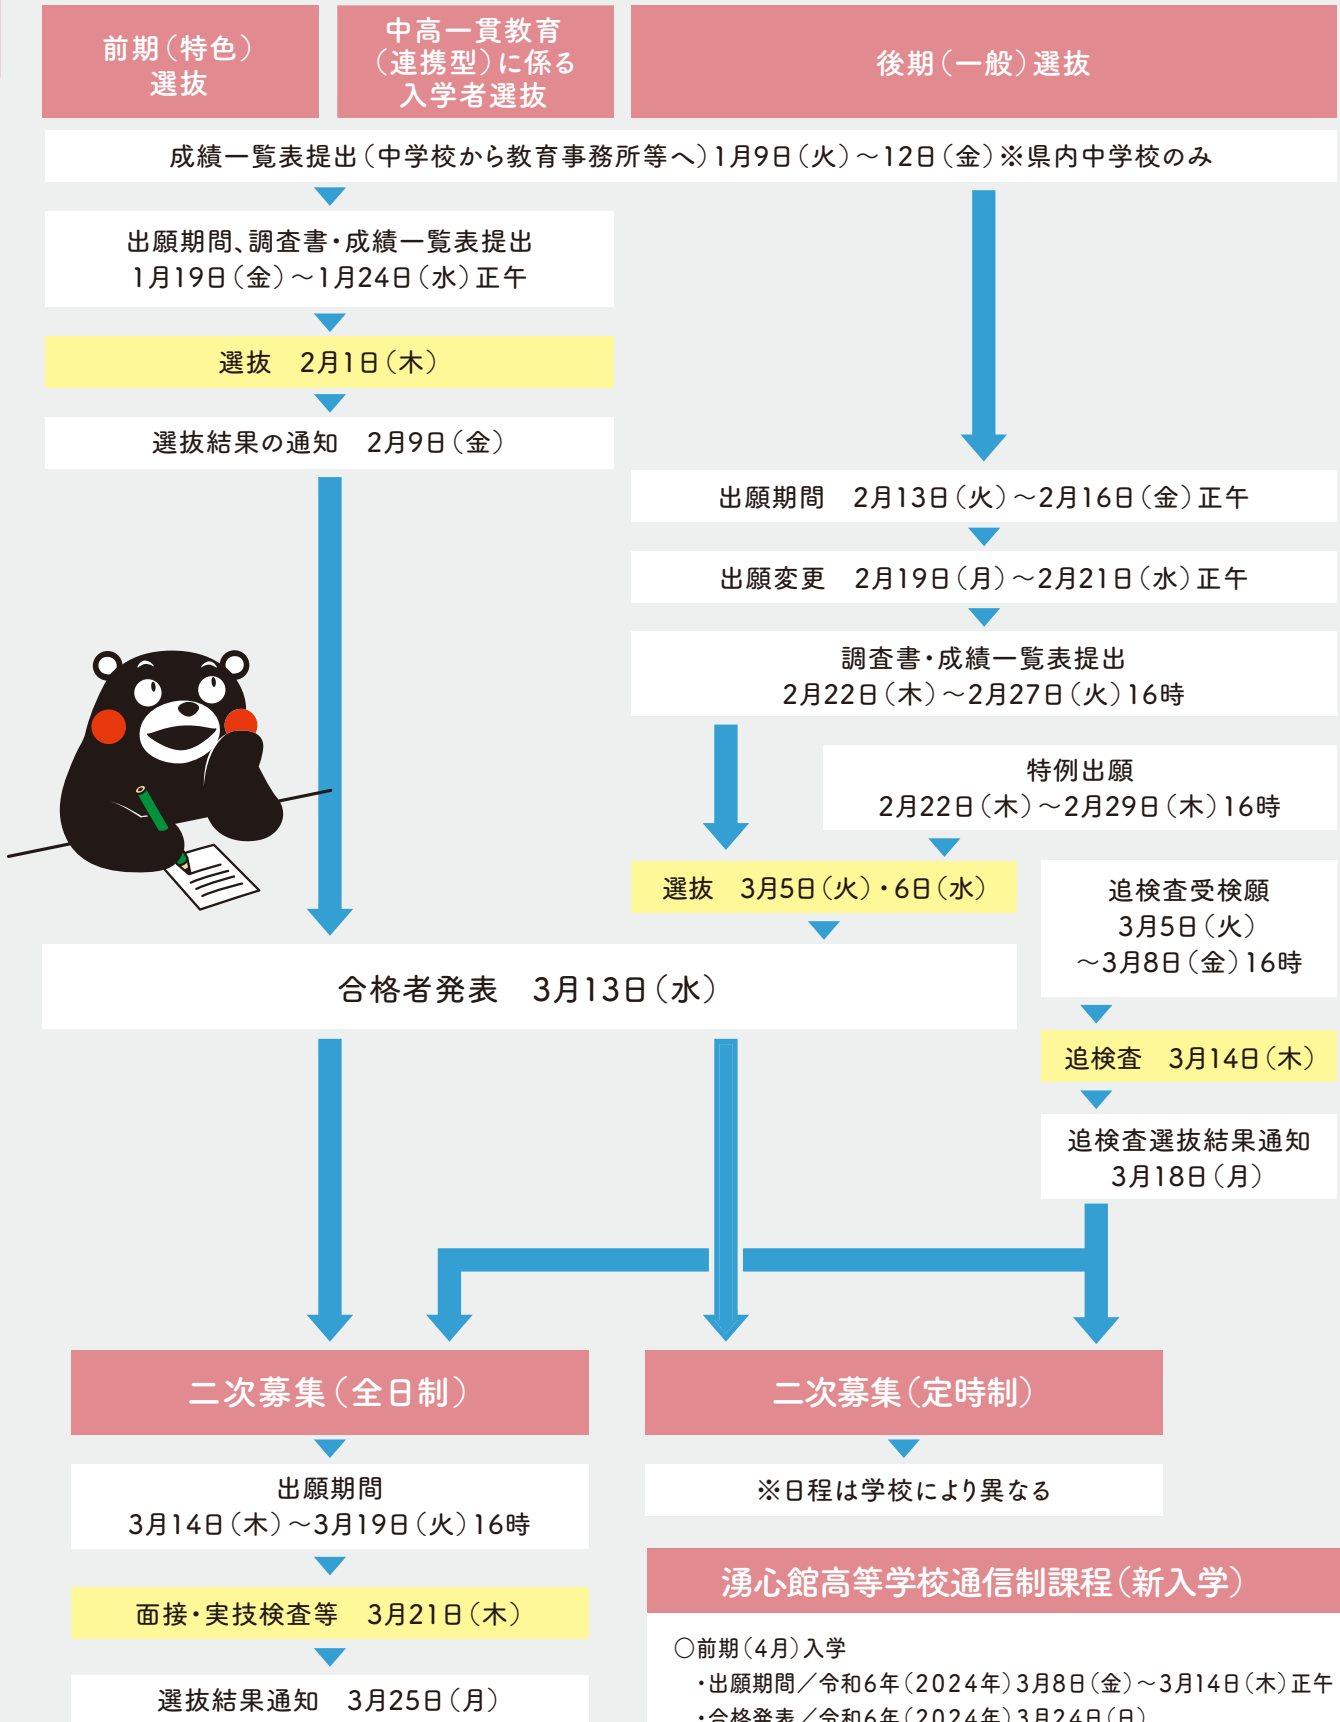 前期（特色）
選抜
中高一貫教育
（連携型）に係る
入学者選抜
後期（一般）選抜
成績一覧表提出（中学校から教育事務所等へ）1月9日（火）～12日（金）※県内中学校のみ
出願期間、調査書・成績一覧表提出
1月19日（金）～1月24日（水）正午
選抜　2月1日（木）
選抜結果の通知　2月9日（金）
出願期間　2月13日（火）～2月16日（金）正午
出願変更　2月19日（月）～2月21日（水）正午
調査書・成績一覧表提出
2月22日（木）～2月27日（火）16時
特例出願
2月22日（木）～2月29日（木）16時
選抜　3月5日（火）・6日（水）
追検査受検願
3月5日（火）
～3月8日（金）16時
合格者発表　3月13日（水）
追検査　3月14日（木）
追検査選抜結果通知
3月18日（月）
二次募集（全日制）
出願期間
3月14日（木）～3月19日（火）16時
面接・実技検査等　3月21日（木）
選抜結果通知　3月25日（月）
二次募集（定時制）
※日程は学校により異なる
湧心館高等学校通信制課程（新入学）
○前期（4月）入学
・出願期間／令和6年（2024年）3月8日（金）～3月14日（木）正午
・合格発表／令和6年（2024年）3月24日（日）